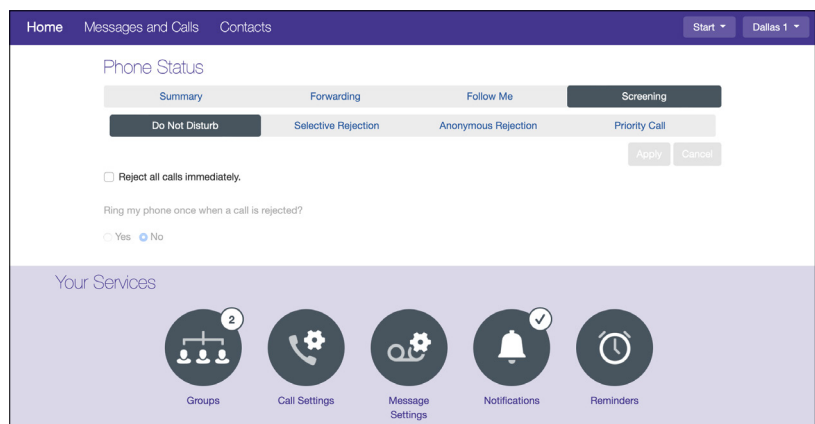 Home Messages and Calls Contacts Start Dallas 1
Phone Status
Summary Forwarding Follow Me Screening
Do Not Disturb Selective Rejection Anonymous Rejection Priority Call
Apply Cancel
Reject all calls immediately.
Ring my phone once when a call is rejected?
Yes No
Your Services
2
Groups Call Settings Message Settings Notifications Reminders